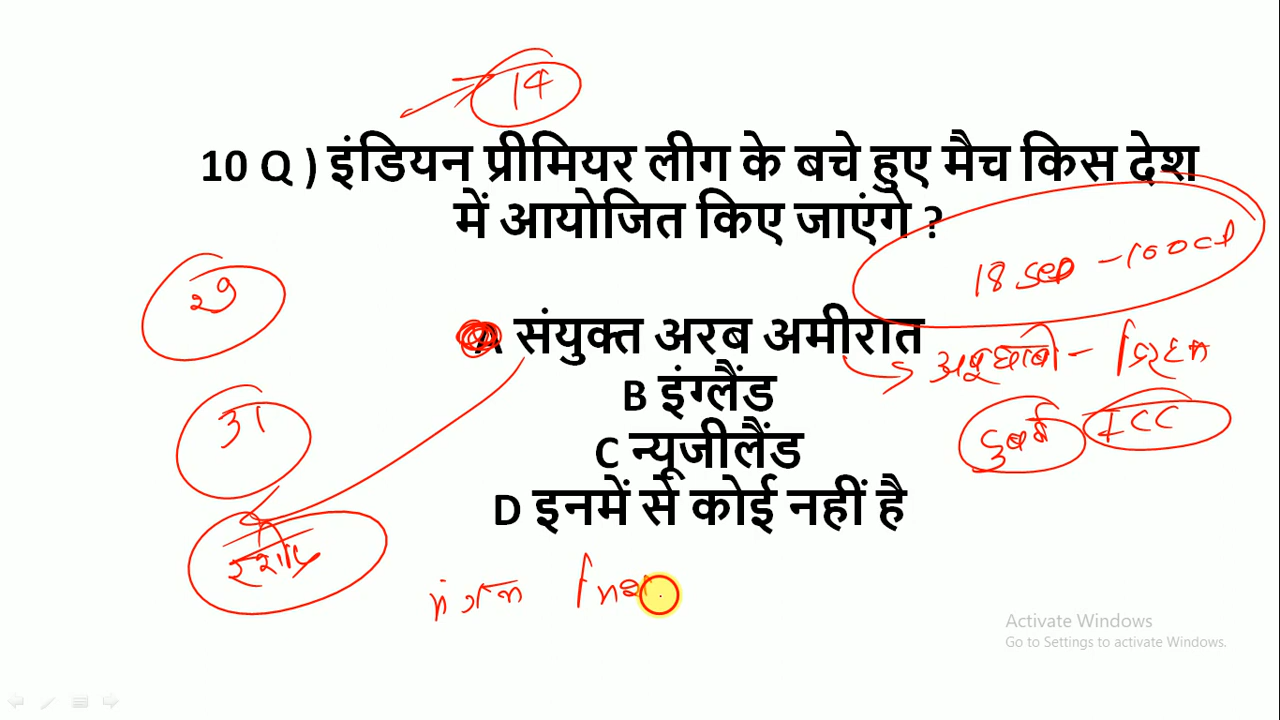 14
10 Q ) इंडियन प्रीमियर लीग के बचे हुए मैच किस देश
में आयोजित किए जाएंगे ?
18 sep – 10 oct
29
A संयुक्त अरब अमीरात
अबुधाबी –
B इंग्लैंड
31
दुबई ICC
C न्यूजीलैंड
D इनमें से कोई नहीं है
मंगल
Activate Windows
Go to Settings to activate Windows.